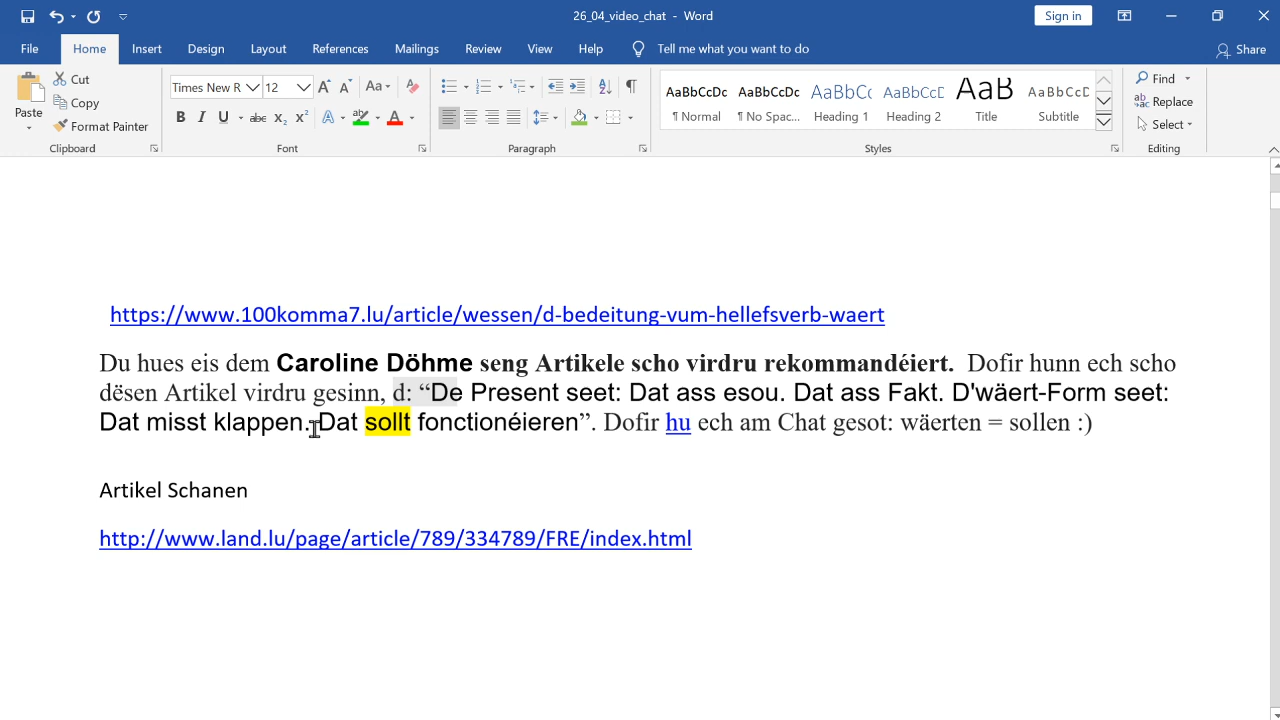 26_04_video_chat - Word
Sign in
File Home Insert Design Layout References Mailings Review View Help Tell me what you want to do Share
Paste
Cut
Copy
Format Painter
Clipboard
Times New R 12
Aa
B I U abc X₂ X² A ab A
Font
Paragraph
AaBbCcDc AaBbCcDc AaBbCc AaBbCcD AaB AaBbCcD
¶ Normal ¶ No Spac... Heading 1 Heading 2 Title Subtitle
Styles
Find
Replace
Select
Editing
https://www.100komma7.lu/article/wessen/d-bedeitung-vum-hellefsverb-waert
Du hues eis dem Caroline Döhme seng Artikele scho virdru rekommandéiert. Dofir hunn ech scho
dësen Artikel virdru gesinn, d: “De Present seet: Dat ass esou. Dat ass Fakt. D'wäert-Form seet:
Dat misst klappen. Dat sollt fonctionéieren”. Dofir hu ech am Chat gesot: wäerten = sollen :)
Artikel Schanen
http://www.land.lu/page/article/789/334789/FRE/index.html